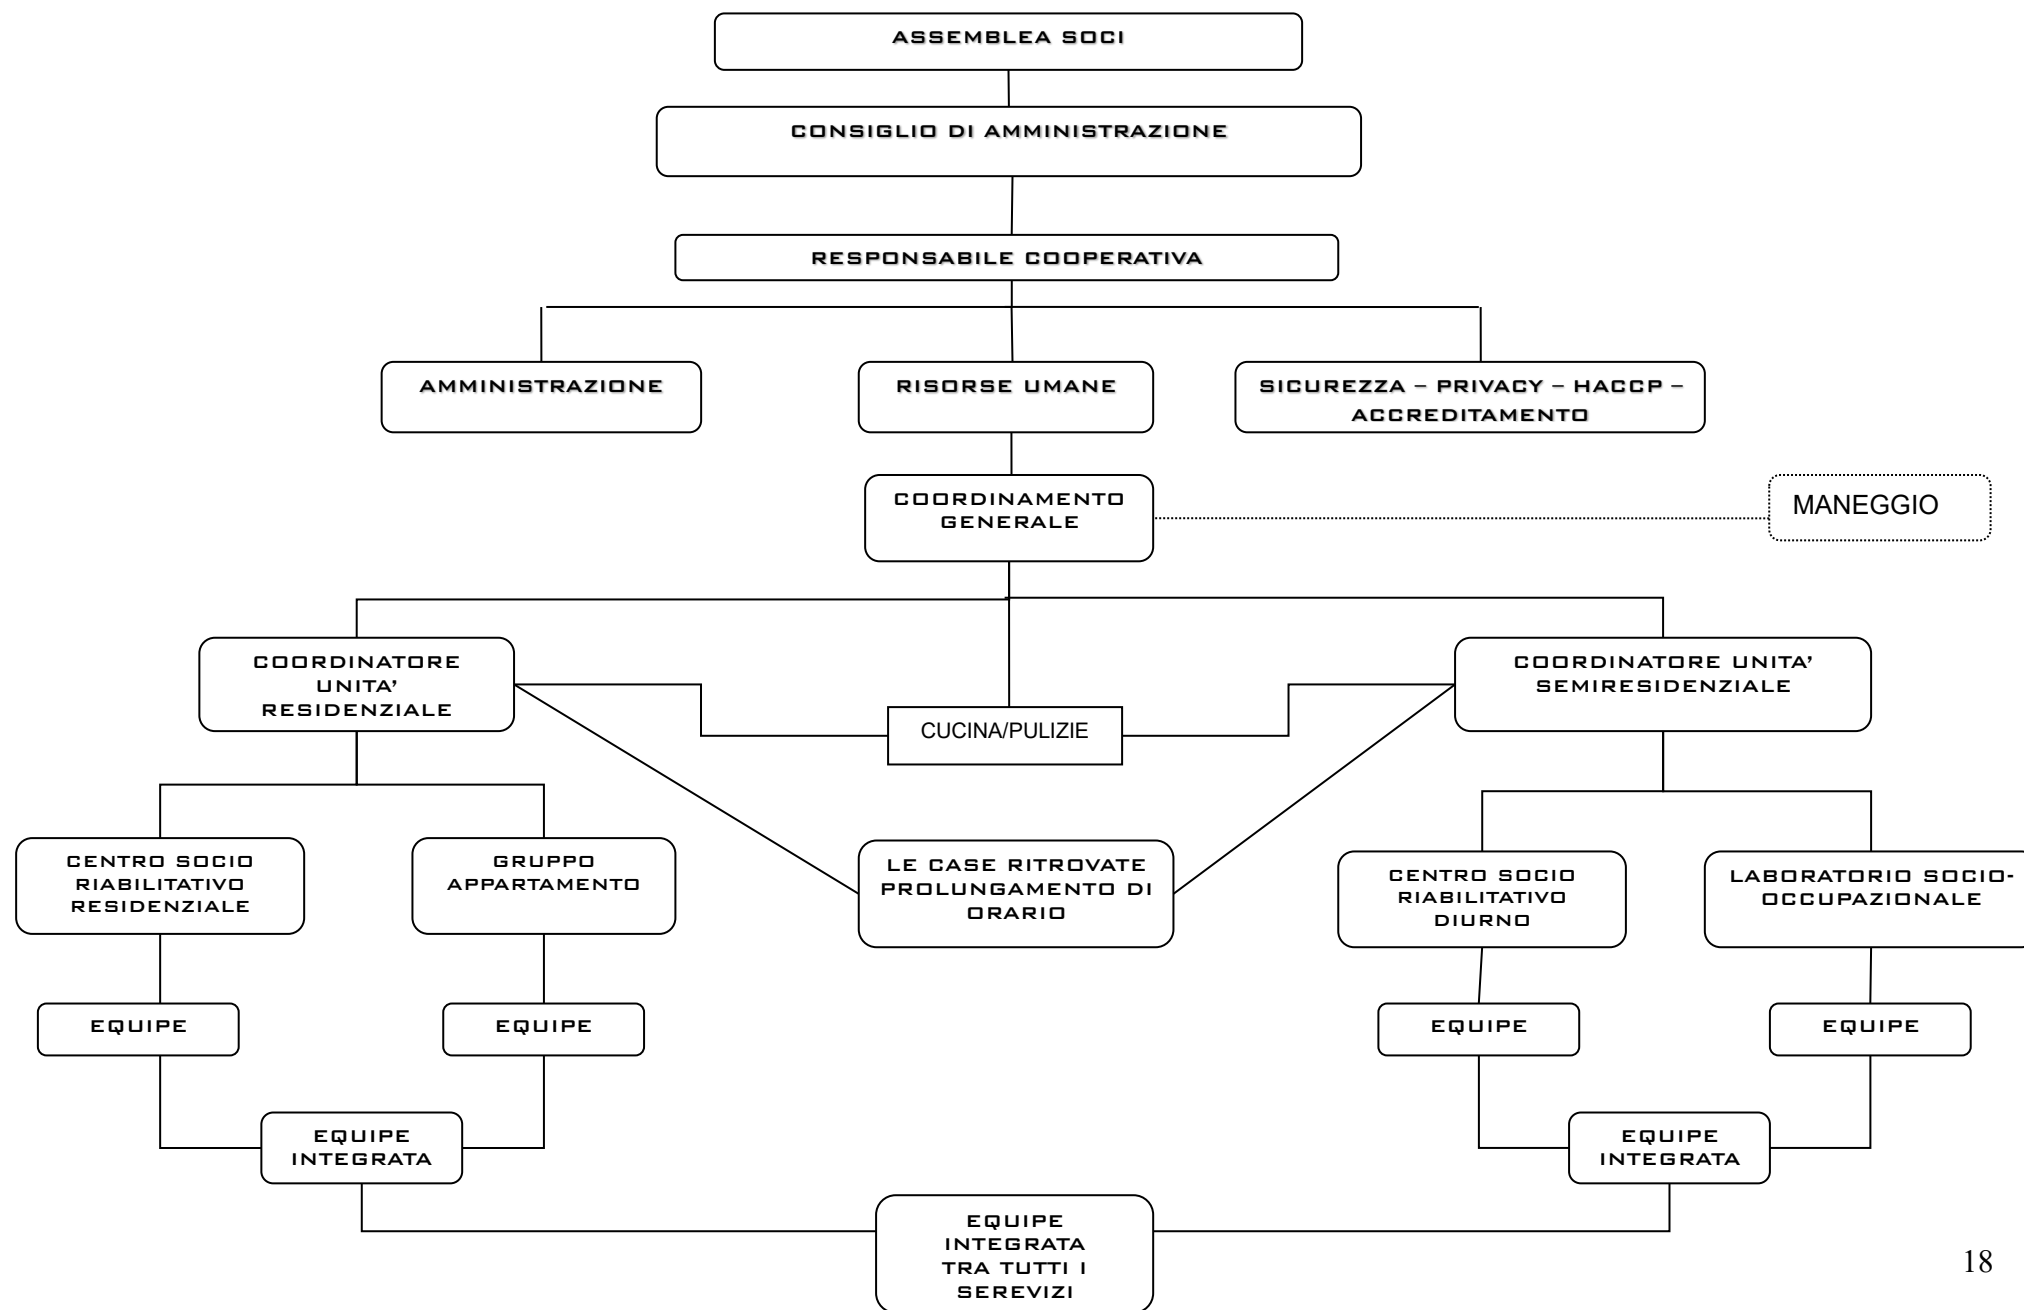 ASSEMBLEA SOCI
CONSIGLIO DI AMMINISTRAZIONE
RESPONSABILE COOPERATIVA
AMMINISTRAZIONE
RISORSE UMANE
SICUREZZA – PRIVACY – HACCP –
ACCREDITAMENTO
COORDINAMENTO
GENERALE
MANEGGIO
COORDINATORE
UNITA’
RESIDENZIALE
COORDINATORE UNITA’
SEMIRESIDENZIALE
CUCINA/PULIZIE
CENTRO SOCIO
RIABILITATIVO
RESIDENZIALE
GRUPPO
APPARTAMENTO
LE CASE RITROVATE
PROLUNGAMENTO DI
ORARIO
CENTRO SOCIO
RIABILITATIVO
DIURNO
LABORATORIO SOCIO-
OCCUPAZIONALE
EQUIPE
EQUIPE
EQUIPE
EQUIPE
EQUIPE
INTEGRATA
EQUIPE
INTEGRATA
EQUIPE
INTEGRATA
TRA TUTTI I
SEREVIZI
18